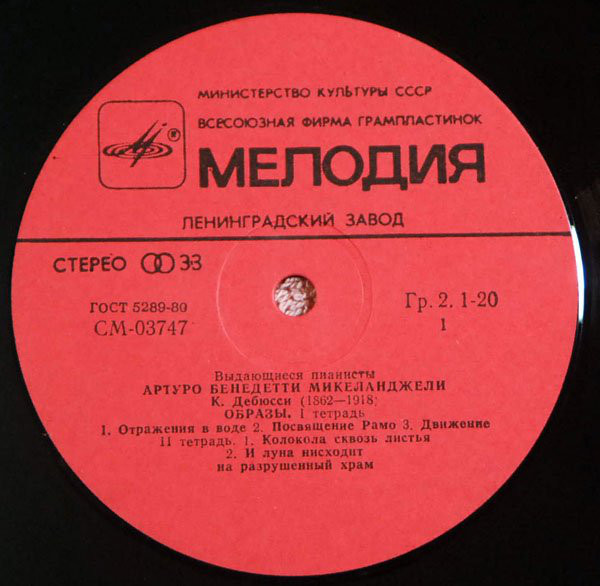 МИНИСТЕРСТВО КУЛЬТУРЫ СССР
ВСЕСОЮЗНАЯ ФИРМА ГРАМПЛАСТИНОК
МЕЛОДИЯ
ЛЕНИНГРАДСКИЙ ЗАВОД
СТЕРЕО 33
ГОСТ 5289-80
СМ-03747
Гр. 2. 1-20
1
Выдающиеся пианисты
АРТУРО БЕНЕДЕТТИ МИКЕЛАНДЖЕЛИ
К. Дебюсси (1862—1918)
ОБРАЗЫ. I тетрадь
1. Отражения в воде 2. Посвящение Рамо 3. Движение
II тетрадь. 1. Колокола сквозь листья
2. И луна нисходит
на разрушенный храм